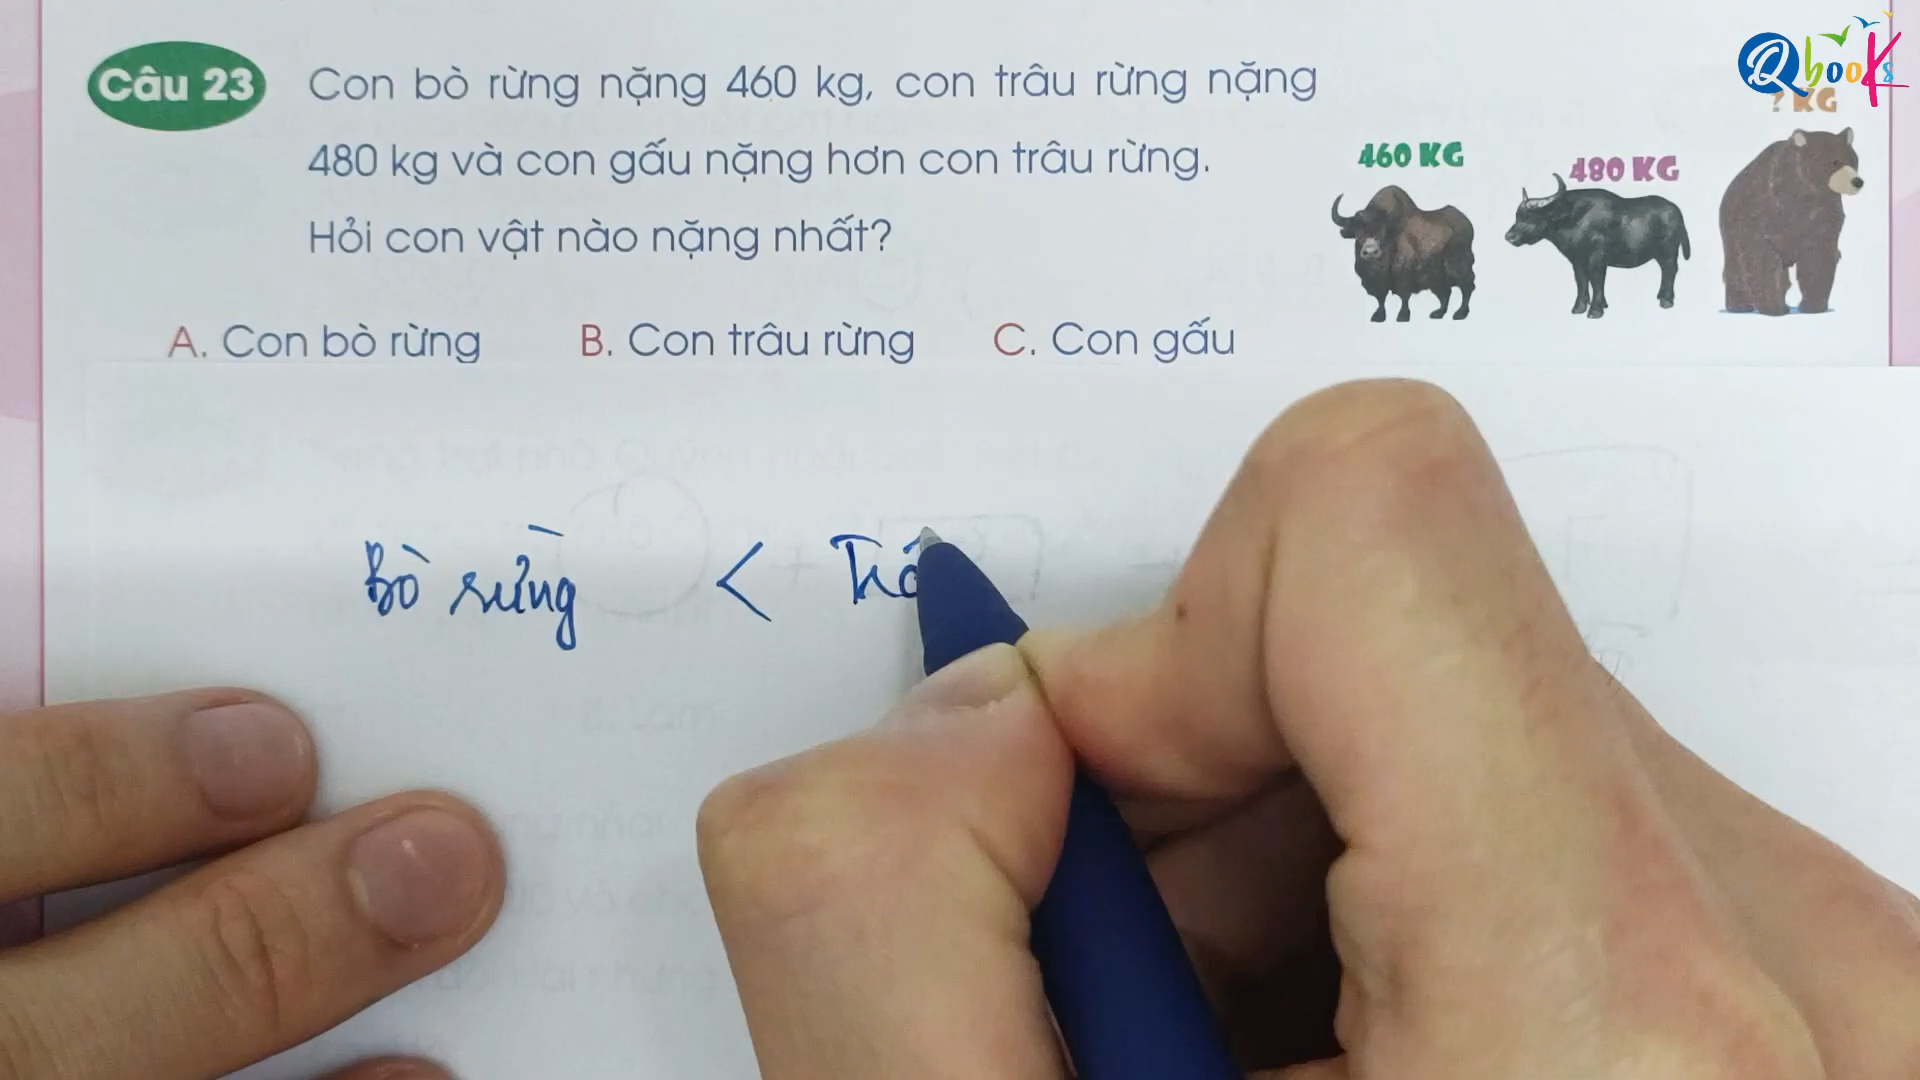 Qbooks
? KG
Câu 23 Con bò rừng nặng 460 kg, con trâu rừng nặng
480 kg và con gấu nặng hơn con trâu rừng.
Hỏi con vật nào nặng nhất?
460 KG
480 KG
A. Con bò rừng B. Con trâu rừng C. Con gấu
Bò rừng < Trâ